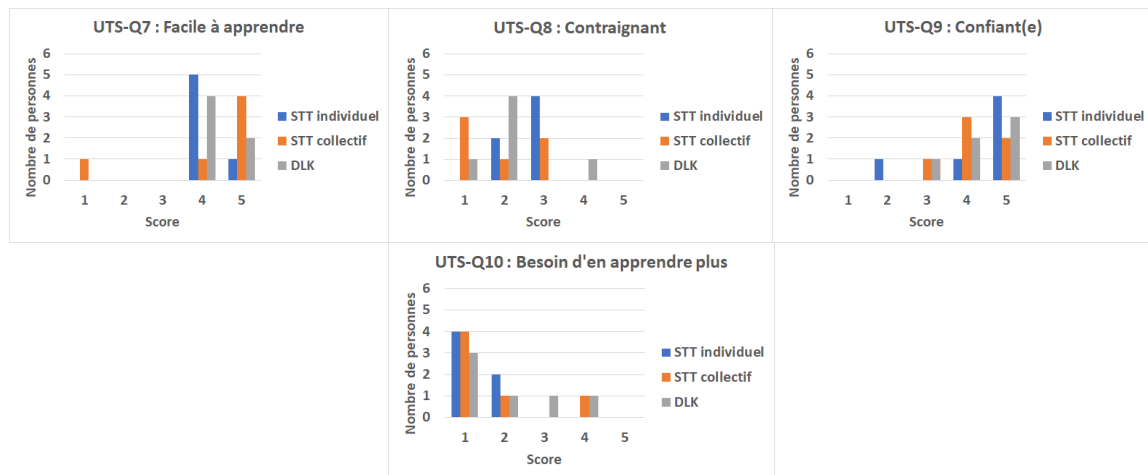 UTS-Q7 : Facile à apprendre
Nombre de personnes
6
5
4
3
2
1
0
1 2 3 4 5
Score
STT individuel
STT collectif
DLK
UTS-Q8 : Contraignant
Nombre de personnes
6
5
4
3
2
1
0
1 2 3 4 5
Score
STT individuel
STT collectif
DLK
UTS-Q9 : Confiant(e)
Nombre de personnes
6
5
4
3
2
1
0
1 2 3 4 5
Score
STT individuel
STT collectif
DLK
UTS-Q10 : Besoin d'en apprendre plus
Nombre de personnes
6
5
4
3
2
1
0
1 2 3 4 5
Score
STT individuel
STT collectif
DLK